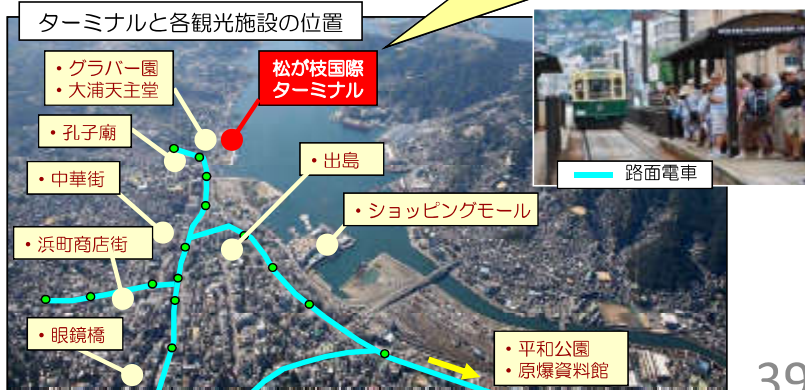 ターミナルと各観光施設の位置
・グラバー園
・大浦天主堂
松が枝国際
ターミナル
・孔子廟
・出島
・中華街
路面電車
・ショッピングモール
・浜町商店街
・眼鏡橋
・平和公園
・原爆資料館
39